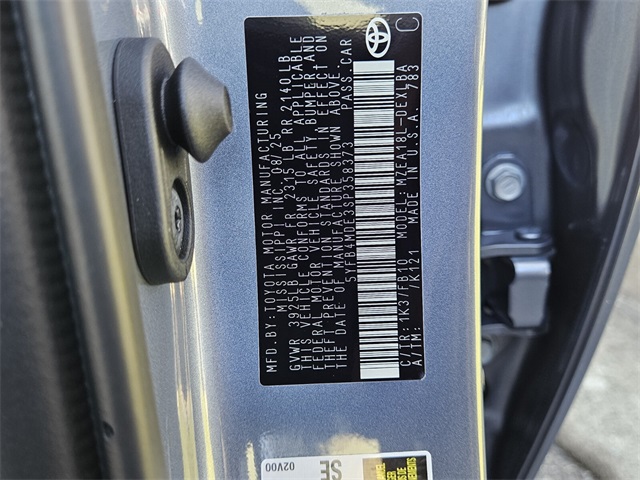 MFD. BY: TOYOTA MOTOR MANUFACTURING
MISSISSIPPI INC. 08/25
GVWR 3925LB GAWR FR 2315 LB RR 2140LB
THIS VEHICLE CONFORMS TO ALL APPLICABLE
FEDERAL MOTOR VEHICLE SAFETY BUMPER AND
THEFT PREVENTION STANDARDS IN EFFECT ON
THE DATE OF MANUFACTURE SHOWN ABOVE.
5YFB4MDE3SP358373 PASS. CAR
C
C/TR: 1K3/FB10 MODEL: MZEA18L-DEXLBA
A/TM: /K121 MADE IN U.S.A. 783
02V00
SE